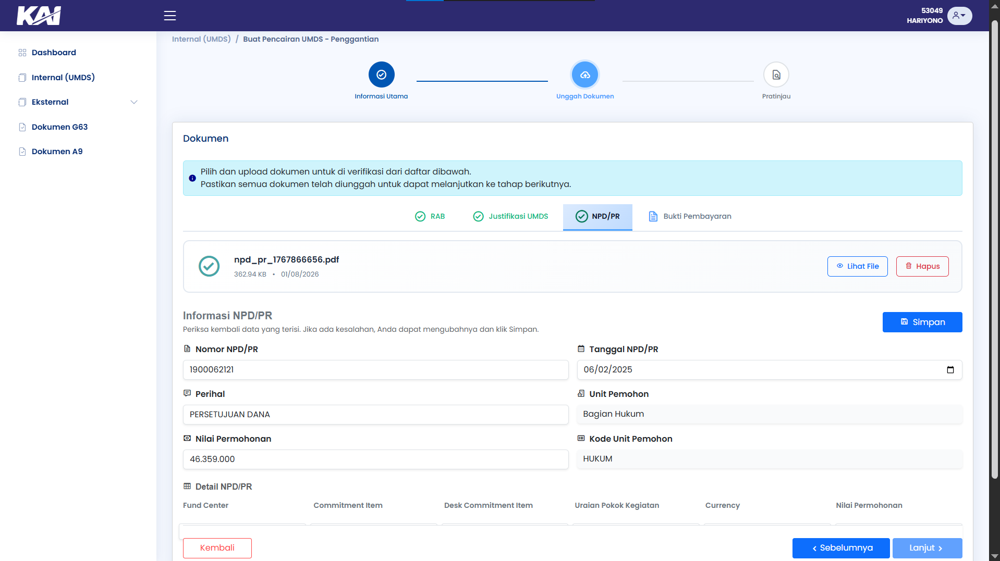 KAI
53049
HARIYONO
Dashboard
Internal (UMDS)
Eksternal
Dokumen G63
Dokumen A9
Internal (UMDS) / Buat Pencairan UMDS - Penggantian
Informasi Utama
Unggah Dokumen
Pratinjau
Dokumen
Pilih dan upload dokumen untuk di verifikasi dari daftar dibawah.
Pastikan semua dokumen telah diunggah untuk dapat melanjutkan ke tahap berikutnya.
RAB
Justifikasi UMDS
NPD/PR
Bukti Pembayaran
npd_pr_1767866656.pdf
362.94 KB • 01/08/2026
Lihat File
Hapus
Informasi NPD/PR
Periksa kembali data yang terisi. Jika ada kesalahan, Anda dapat mengubahnya dan klik Simpan.
Simpan
Nomor NPD/PR
1900062121
Tanggal NPD/PR
06/02/2025
Perihal
PERSETUJUAN DANA
Unit Pemohon
Bagian Hukum
Nilai Permohonan
46.359.000
Kode Unit Pemohon
HUKUM
Detail NPD/PR
Fund Center
Commitment Item
Desk Commitment Item
Uraian Pokok Kegiatan
Currency
Nilai Permohonan
Kembali
Sebelumnya
Lanjut